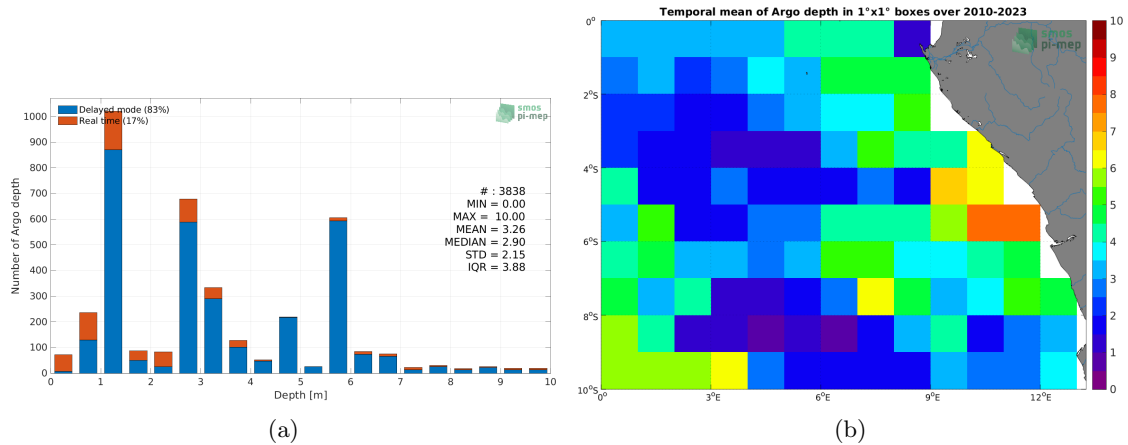 Temporal mean of Argo depth in 1°x1° boxes over 2010-2023
Delayed mode (83%)
Real time (17%)
smos
pi-mep
# : 3838
MIN = 0.00
MAX = 10.00
MEAN = 3.26
MEDIAN = 2.90
STD = 2.15
IQR = 3.88
Number of Argo depth
1000
900
800
700
600
500
400
300
200
100
0
0 1 2 3 4 5 6 7 8 9 10
Depth [m]
(a)
smos
pi-mep
0°
2°S
4°S
6°S
8°S
10°S
0° 3°E 6°E 9°E 12°E
10
9
8
7
6
5
4
3
2
1
0
(b)